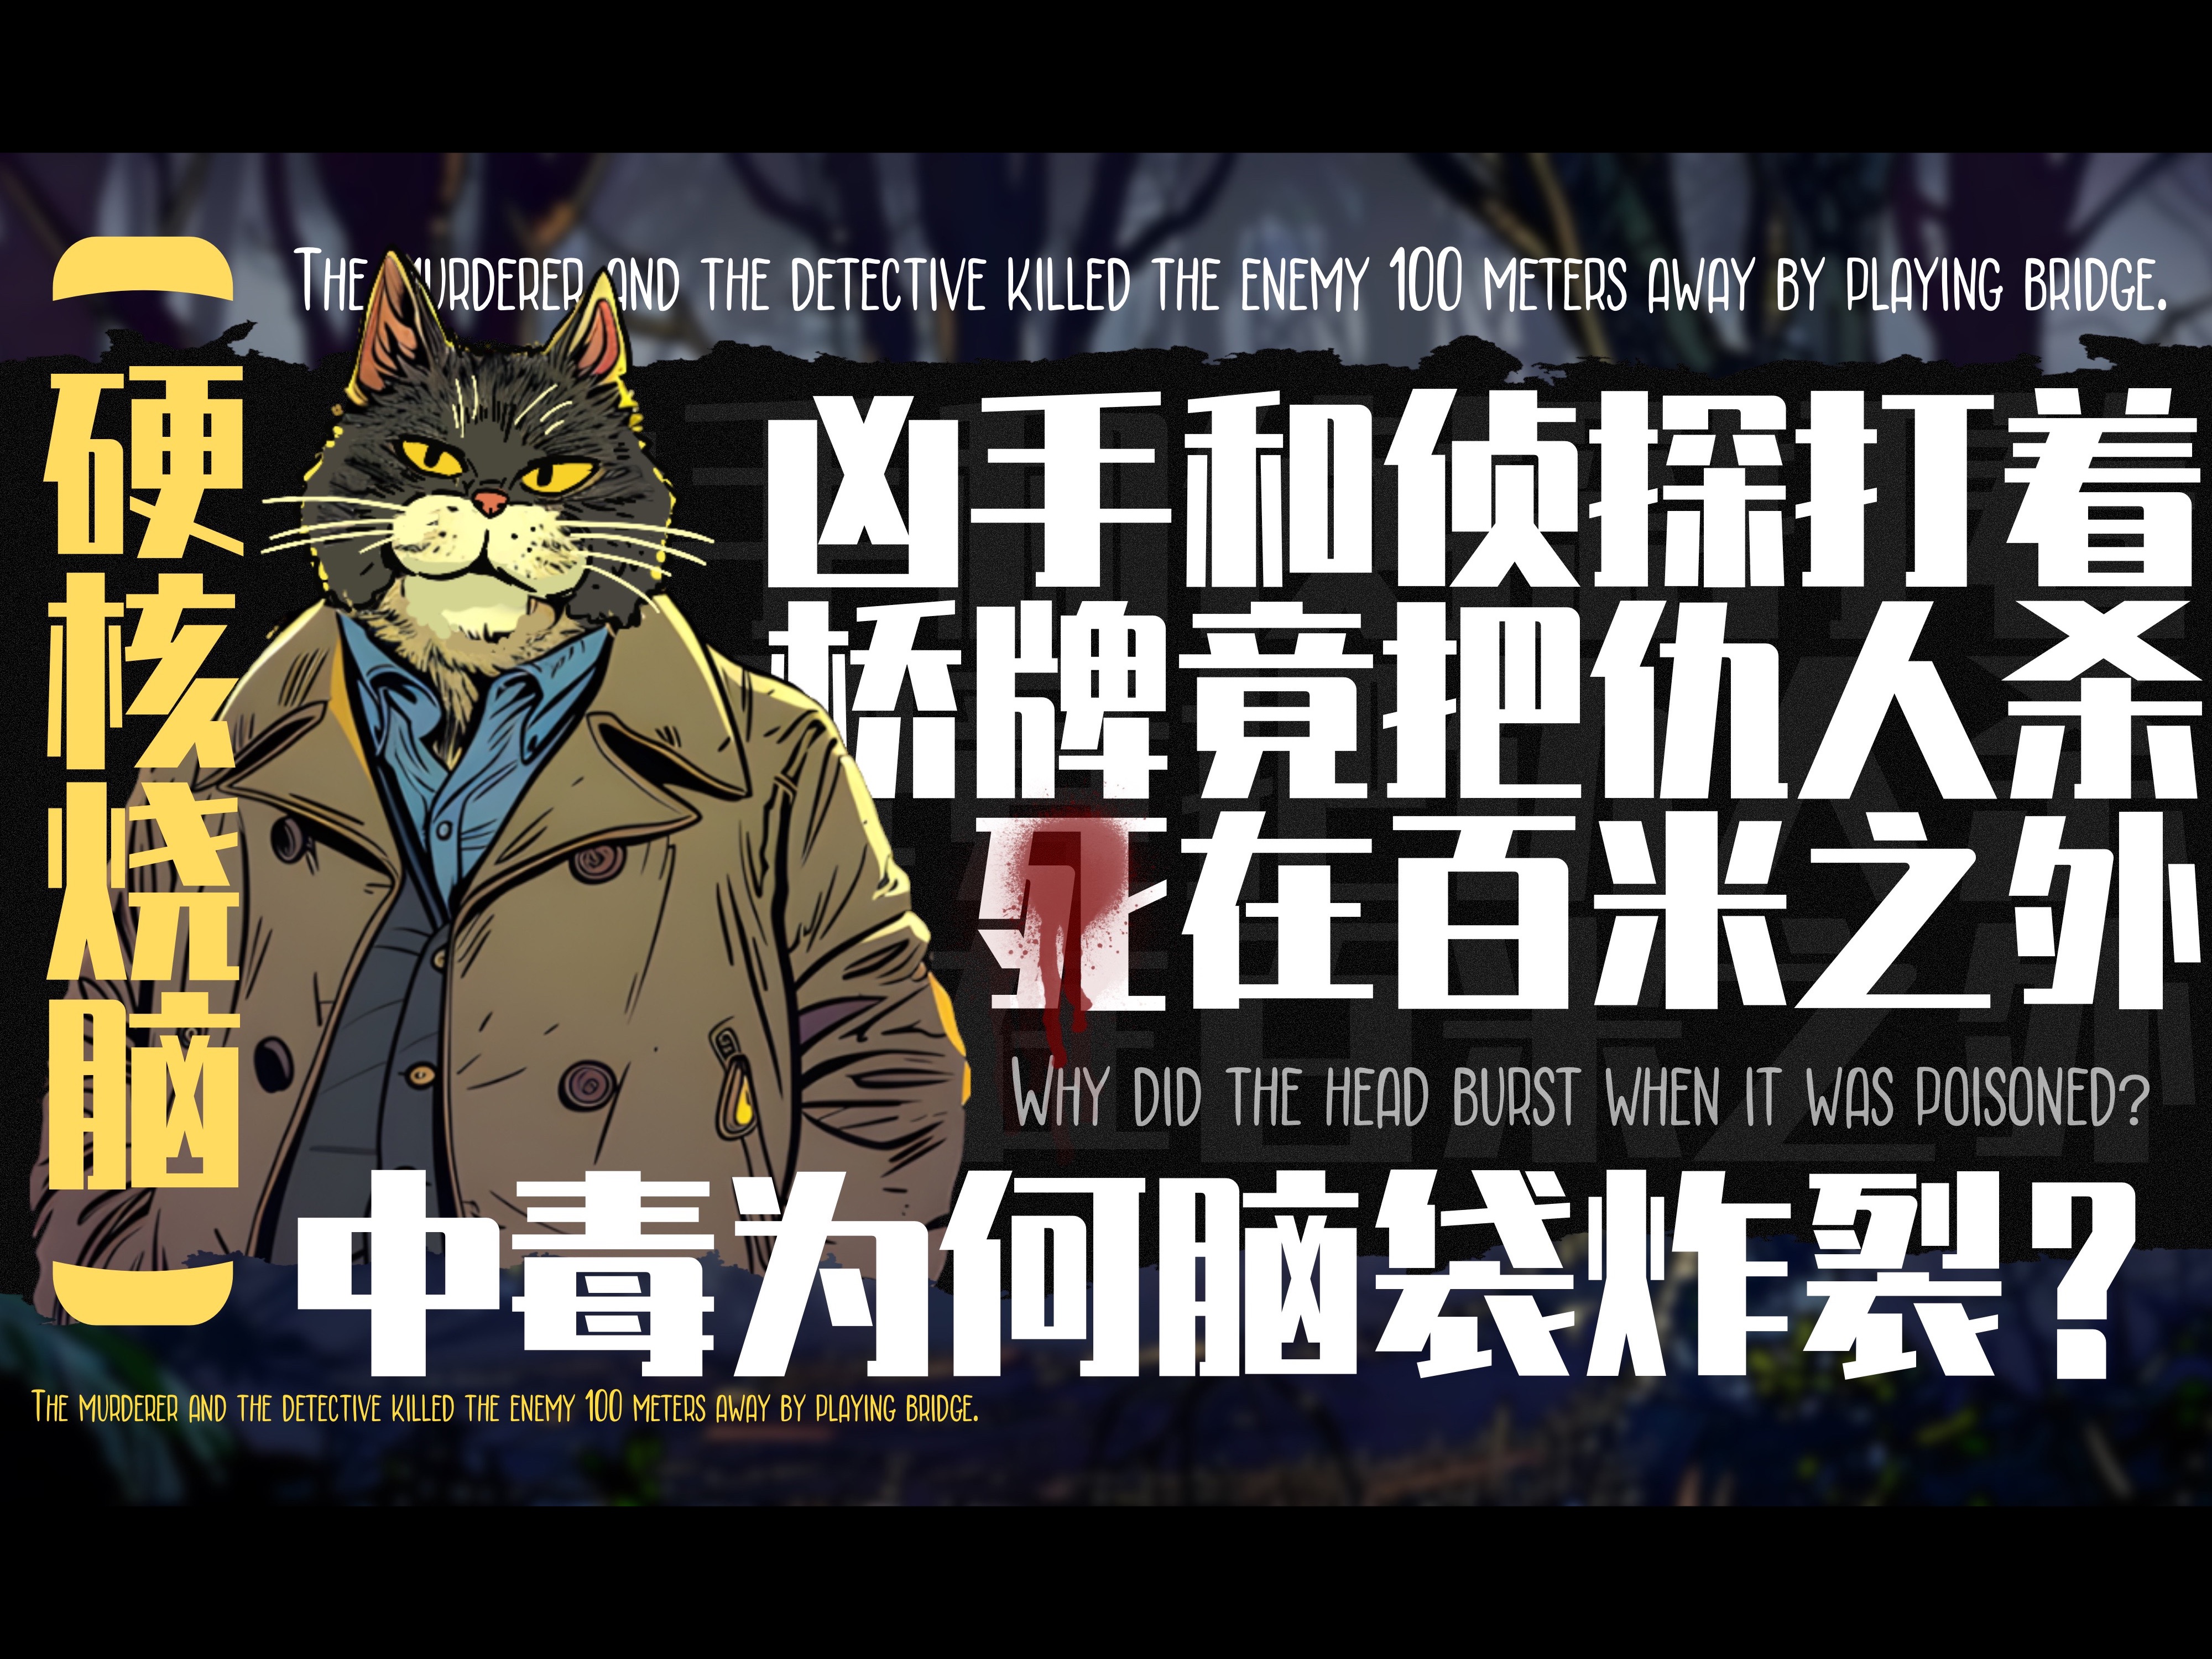 【硬核烧脑】
The murderer and the detective killed the enemy 100 meters away by playing bridge.
凶手和侦探打着
桥牌竟把仇人杀
死在百米之外
Why did the head burst when it was poisoned?
中毒为何脑袋炸裂?
The murderer and the detective killed the enemy 100 meters away by playing bridge.